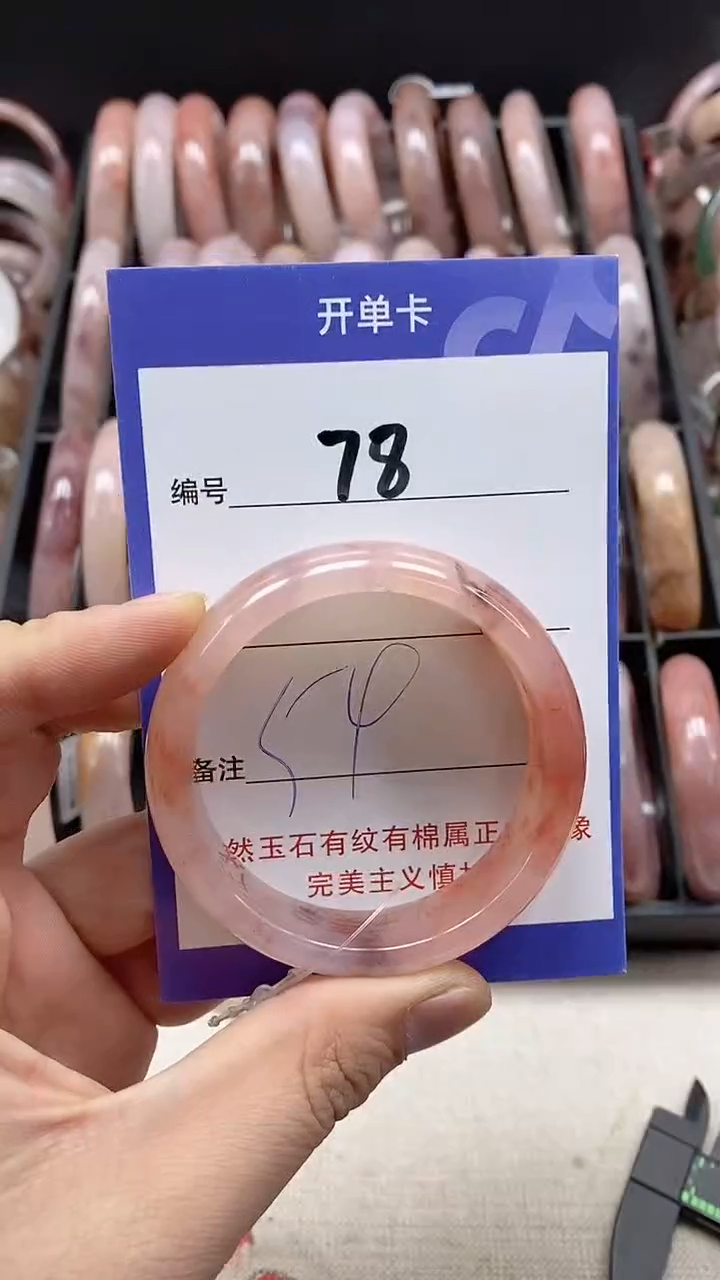 开单卡
编号 78
备注
然玉石有纹有棉属正 象
完美主义慎